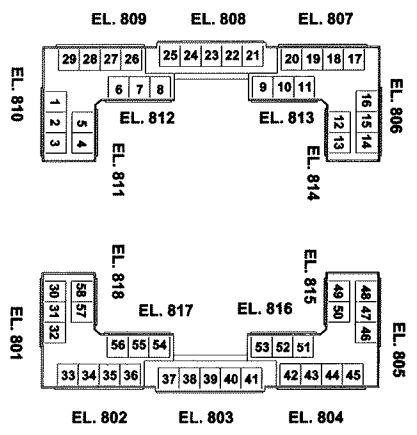 EL. 809 EL. 808 EL. 807
29 28 27 26 25 24 23 22 21 20 19 18 17
6 7 8 9 10 11
EL. 810 EL. 806
1 16
2 5 12 15
3 4 13 14
EL. 812 EL. 813
EL. 811 EL. 814
EL. 818 EL. 815
EL. 817 EL. 816
30 58 49 48
31 57 50 47
32 46
EL. 801 EL. 805
56 55 54 53 52 51
33 34 35 36 37 38 39 40 41 42 43 44 45
EL. 802 EL. 803 EL. 804